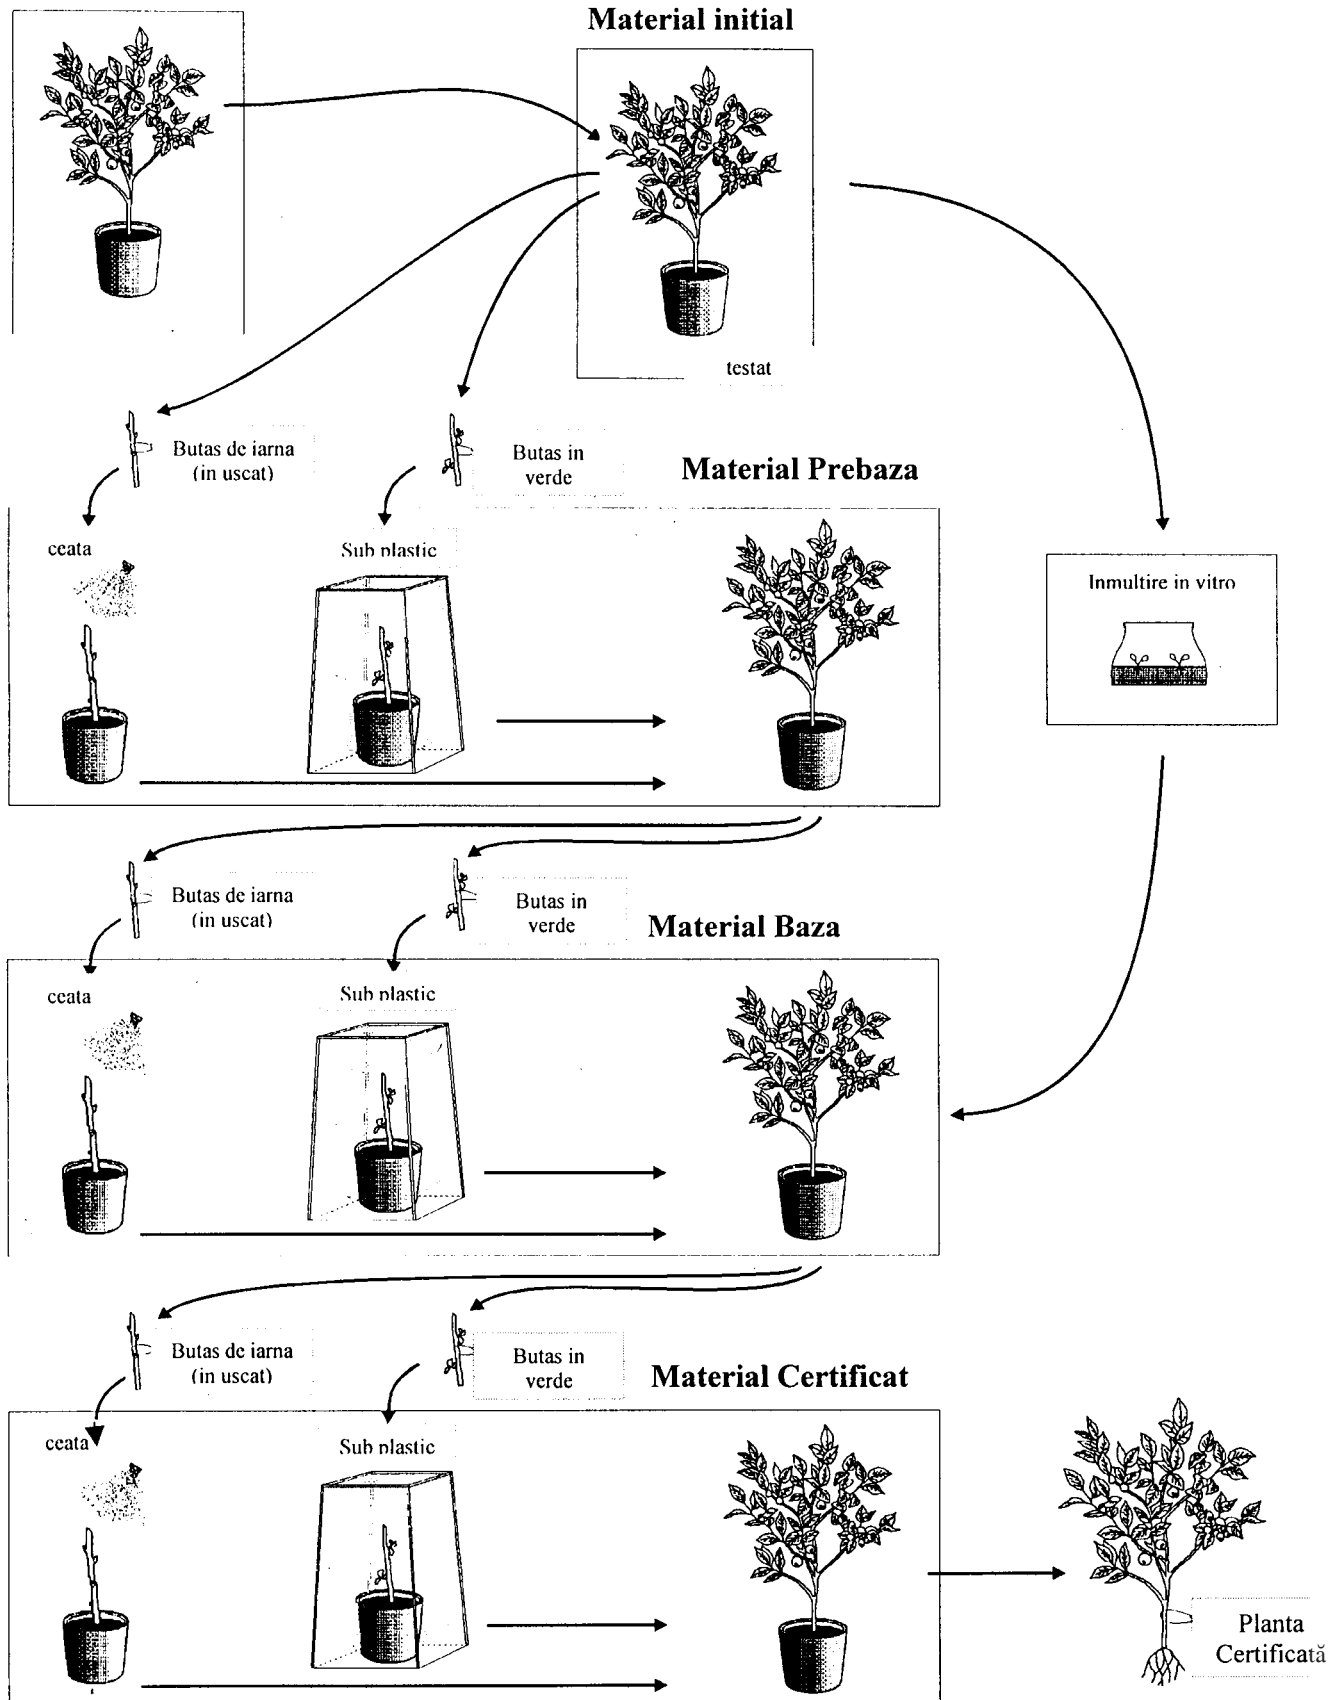 Material initial
testat
Butas de iarna
(in uscat)
Butas in
verde
Material Prebaza
ceata
Sub plastic
Inmultire in vitro
Butas de iarna
(in uscat)
Butas in
verde
Material Baza
ceata
Sub plastic
Butas de iarna
(in uscat)
Butas in
verde
Material Certificat
ceata
Sub plastic
Planta
Certificată